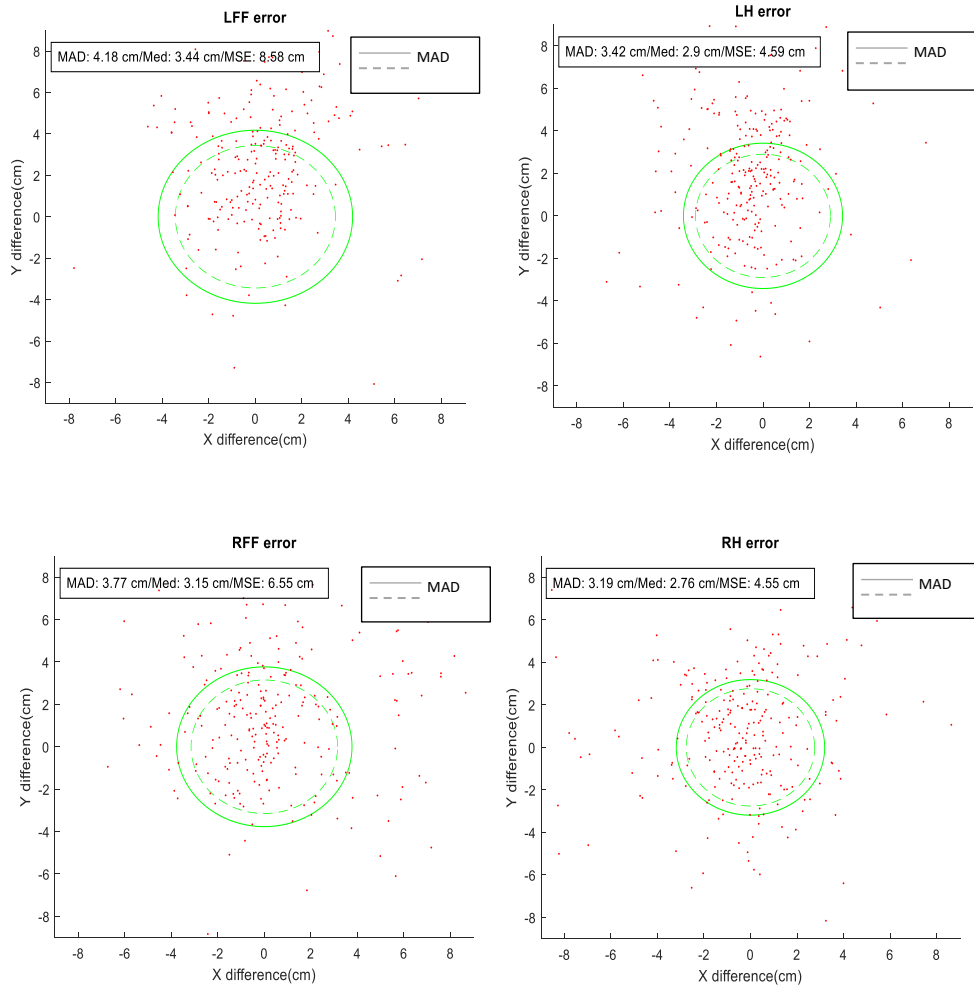 LFF error
MAD: 4.18 cm/Med: 3.44 cm/MSE: 8.58 cm
MAD
8
6
4
2
0
-2
-4
-6
-8
Y difference(cm)
-8 -6 -4 -2 0 2 4 6 8
X difference(cm)
LH error
MAD: 3.42 cm/Med: 2.9 cm/MSE: 4.59 cm
MAD
8
6
4
2
0
-2
-4
-6
-8
Y difference(cm)
-8 -6 -4 -2 0 2 4 6 8
X difference(cm)
RFF error
MAD: 3.77 cm/Med: 3.15 cm/MSE: 6.55 cm
MAD
8
6
4
2
0
-2
-4
-6
-8
Y difference(cm)
-8 -6 -4 -2 0 2 4 6 8
X difference(cm)
RH error
MAD: 3.19 cm/Med: 2.76 cm/MSE: 4.55 cm
MAD
8
6
4
2
0
-2
-4
-6
-8
Y difference(cm)
-8 -6 -4 -2 0 2 4 6 8
X difference(cm)